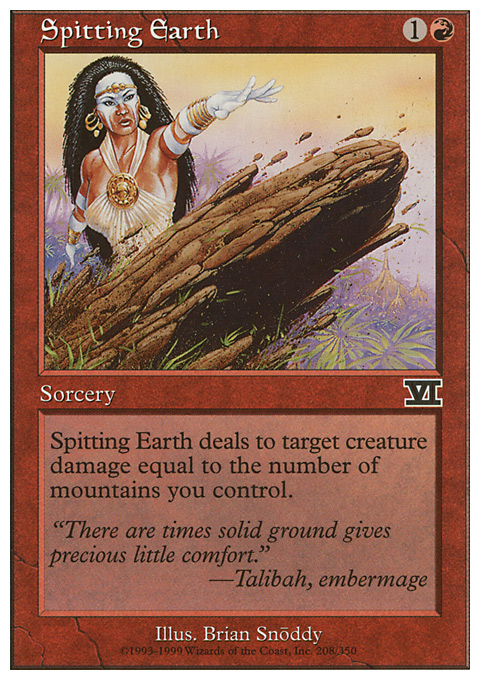 Spitting Earth 1
Sorcery VI
Spitting Earth deals to target creature
damage equal to the number of
mountains you control.
“There are times solid ground gives
precious little comfort.”
—Talibah, embermage
Illus. Brian Snōddy
©1993-1999 Wizards of the Coast, Inc. 208/350